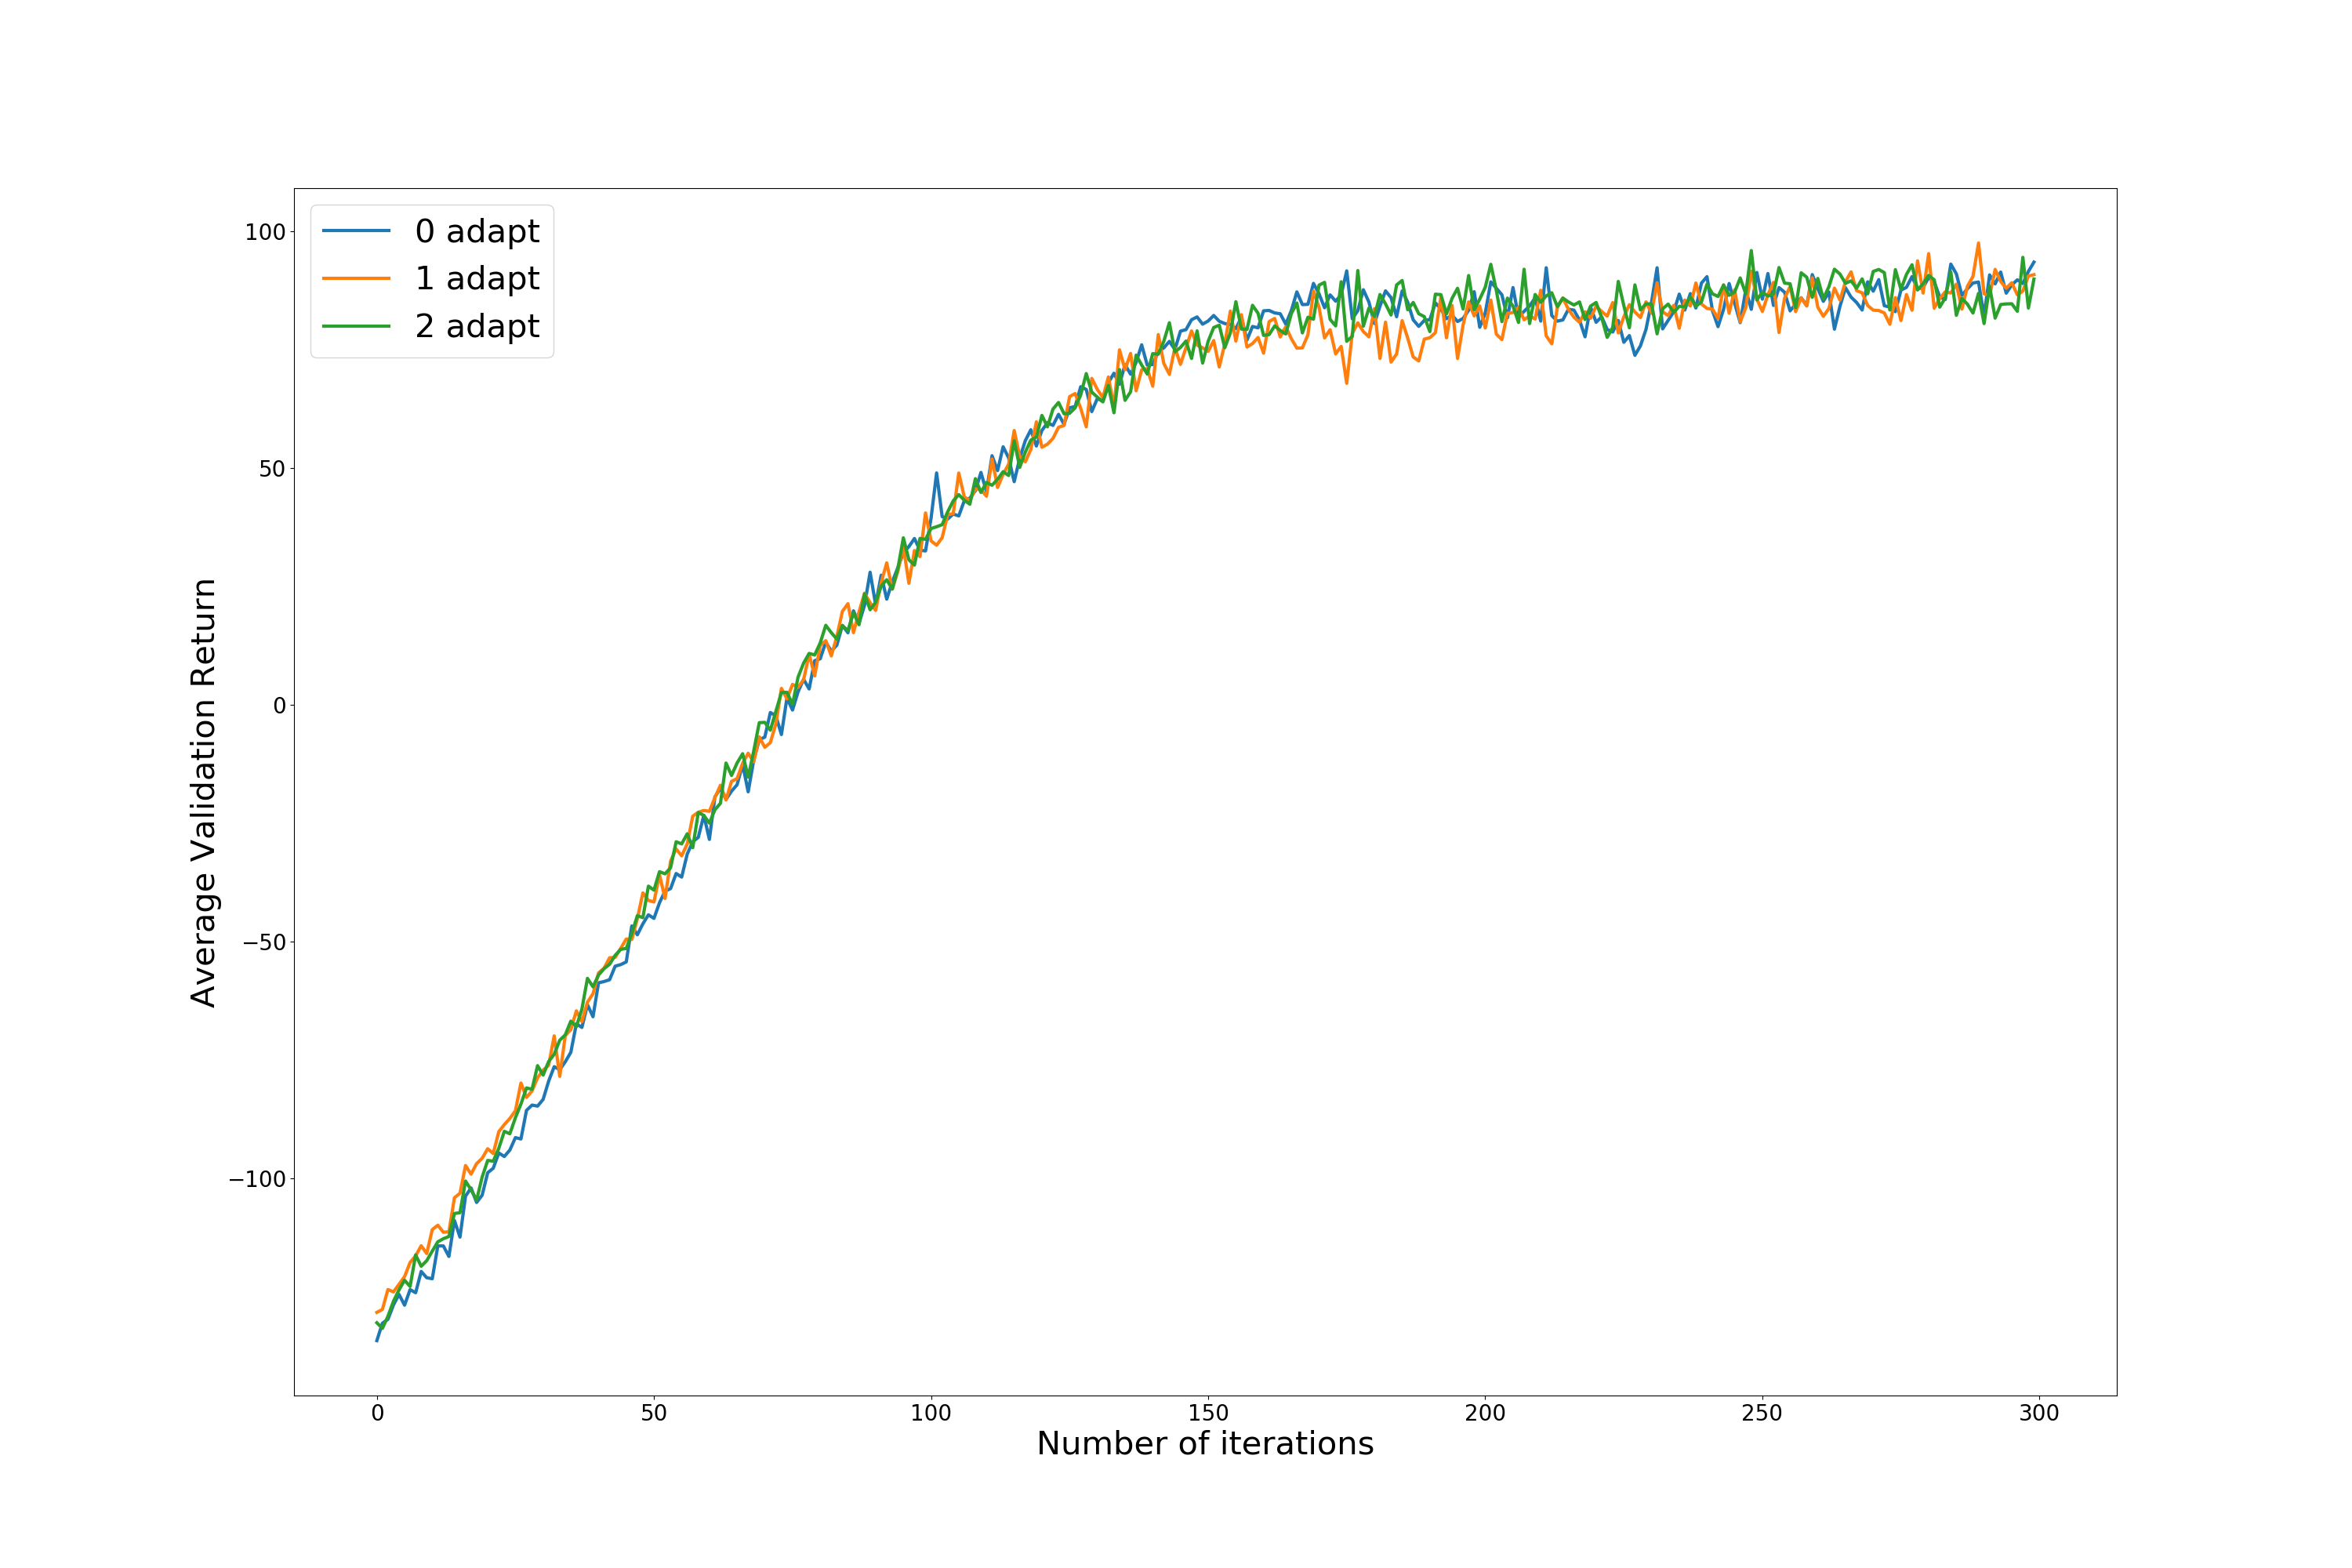 0 adapt
1 adapt
2 adapt
100
50
0
−50
−100
Average Validation Return
0 50 100 150 200 250 300
Number of iterations